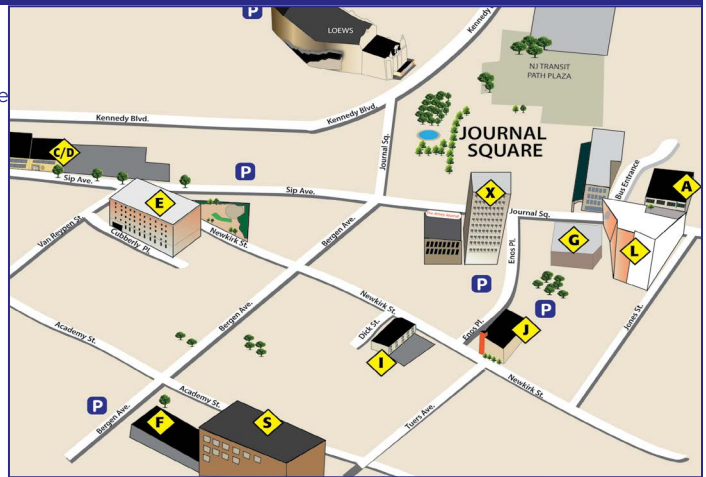 e
P
LOEWS
Kennedy Blvd.
NJ TRANSIT
PATH PLAZA
Kennedy Blvd.
Kennedy Blvd.
Journal Sq.
JOURNAL
SQUARE
C/D
Sip Ave.
P
Sip Ave.
E
X
Journal Sq.
Bus Entrance
A
Van Reypen St.
Cubberly Pl.
Newkirk St.
Bergen Ave.
Enos Pl.
G
L
P
P
Newkirk St.
Jones St.
Academy St.
Bergen Ave.
Dick St.
I
Enos Pl.
J
Newkirk St.
P
Bergen Ave.
Academy St.
F
S
Tuers Ave.